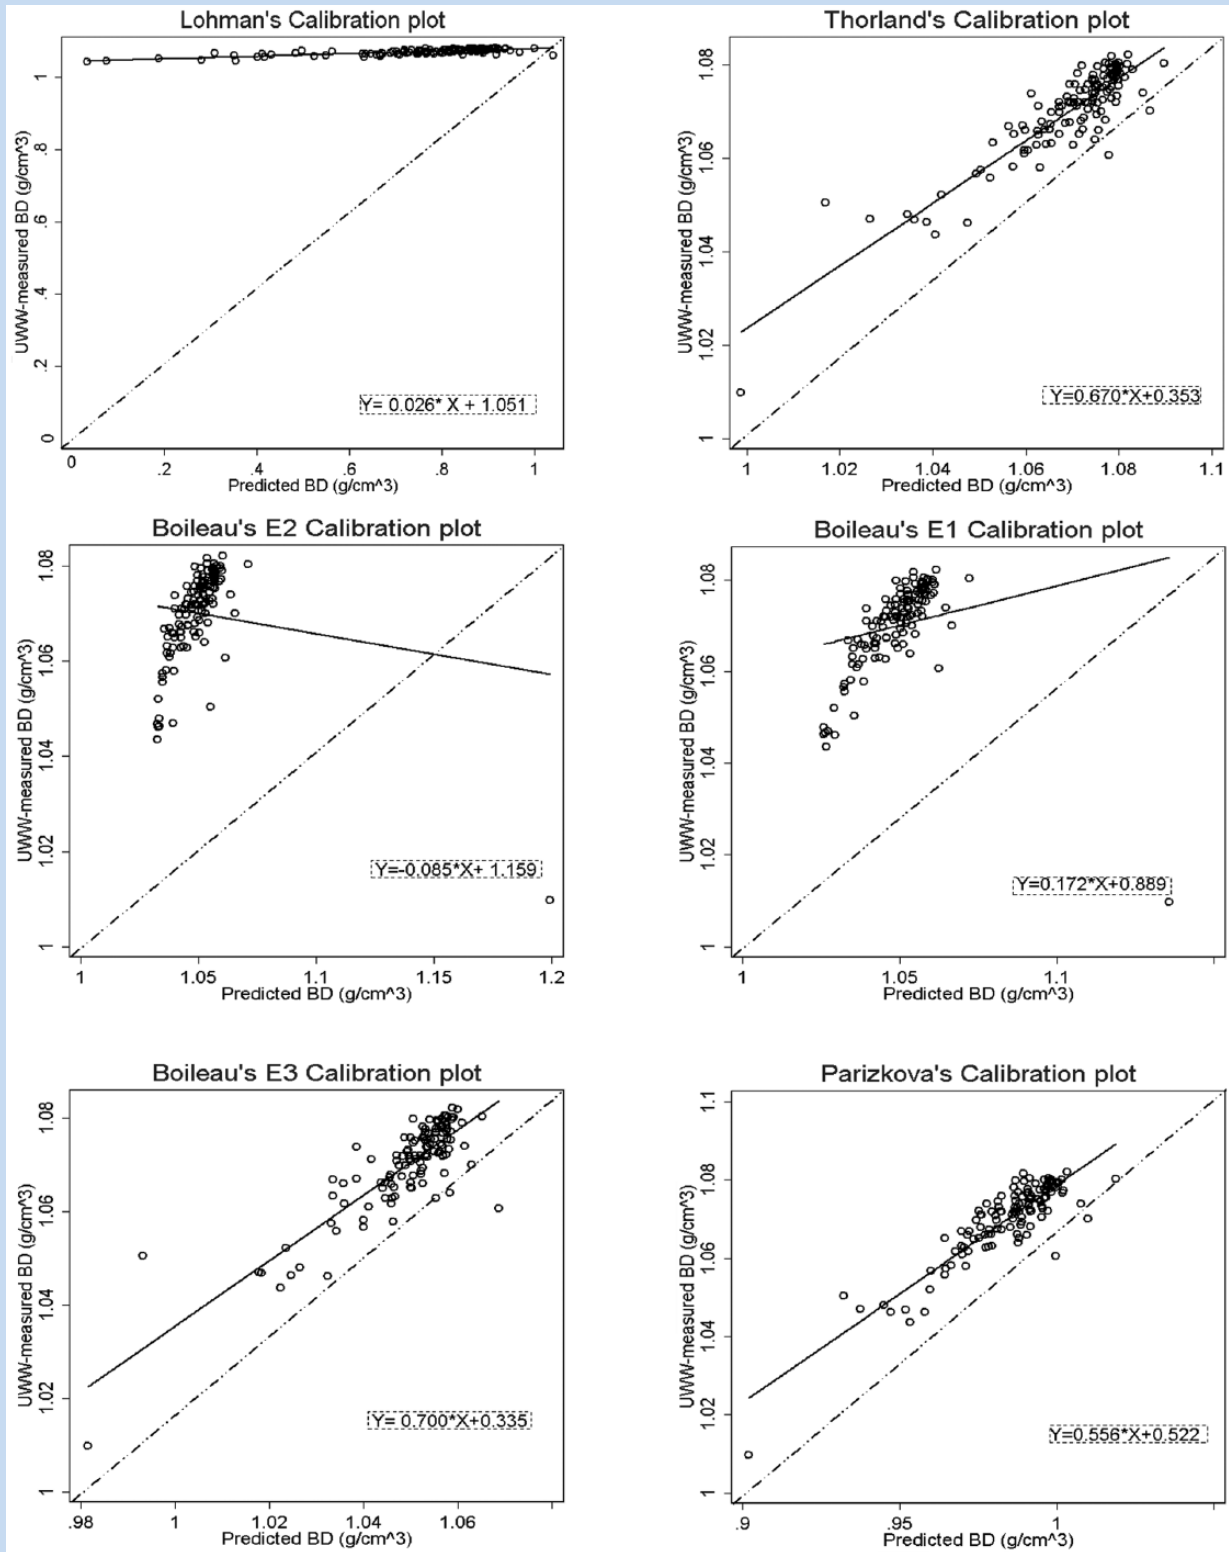 Lohman's Calibration plot
UWW-measured BD (g/cm^3)
1
.8
.6
.4
.2
0
Y= 0.026* X + 1.051
0 .2 .4 .6 .8 1
Predicted BD (g/cm^3)
Thorland's Calibration plot
UWW-measured BD (g/cm^3)
1.08
1.06
1.04
1.02
1
Y=0.670*X+0.353
1 1.02 1.04 1.06 1.08 1.1
Predicted BD (g/cm^3)
Boileau's E2 Calibration plot
UWW-measured BD (g/cm^3)
1.08
1.06
1.04
1.02
1
Y=-0.085*X+ 1.159
1 1.05 1.1 1.15 1.2
Predicted BD (g/cm^3)
Boileau's E1 Calibration plot
UWW-measured BD (g/cm^3)
1.08
1.06
1.04
1.02
1
Y=0.172*X+0.889
1 1.05 1.1
Predicted BD (g/cm^3)
Boileau's E3 Calibration plot
UWW-measured BD (g/cm^3)
1.08
1.06
1.04
1.02
1
Y= 0.700*X+0.335
.98 1 1.02 1.04 1.06
Predicted BD (g/cm^3)
Parizkova's Calibration plot
UWW-measured BD (g/cm^3)
1.1
1.08
1.06
1.04
1.02
1
Y=0.556*X+0.522
.9 .95 1
Predicted BD (g/cm^3)